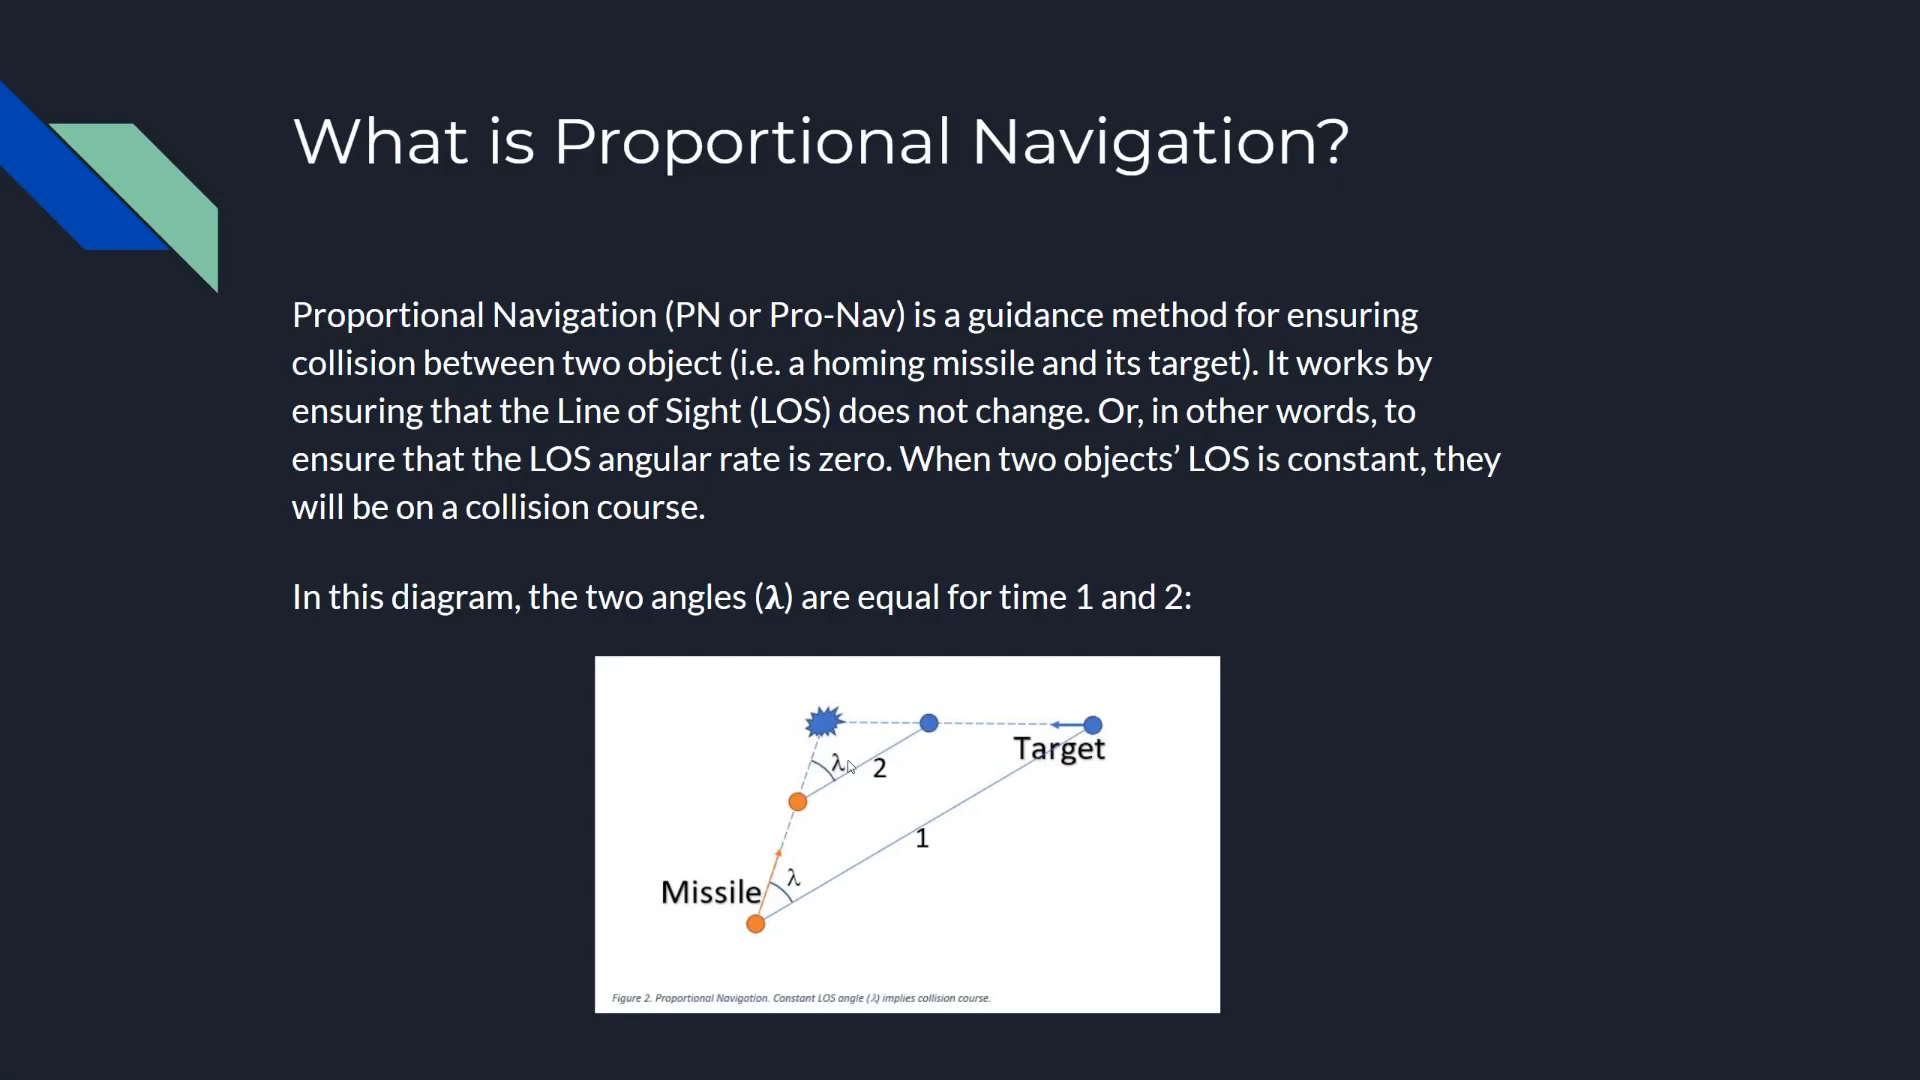 What is Proportional Navigation?
Proportional Navigation (PN or Pro-Nav) is a guidance method for ensuring
collision between two object (i.e. a homing missile and its target). It works by
ensuring that the Line of Sight (LOS) does not change. Or, in other words, to
ensure that the LOS angular rate is zero. When two objects’ LOS is constant, they
will be on a collision course.
In this diagram, the two angles (λ) are equal for time 1 and 2:
Target
λ
2
1
λ
Missile
Figure 2. Proportional Navigation. Constant LOS angle (λ) implies collision course.